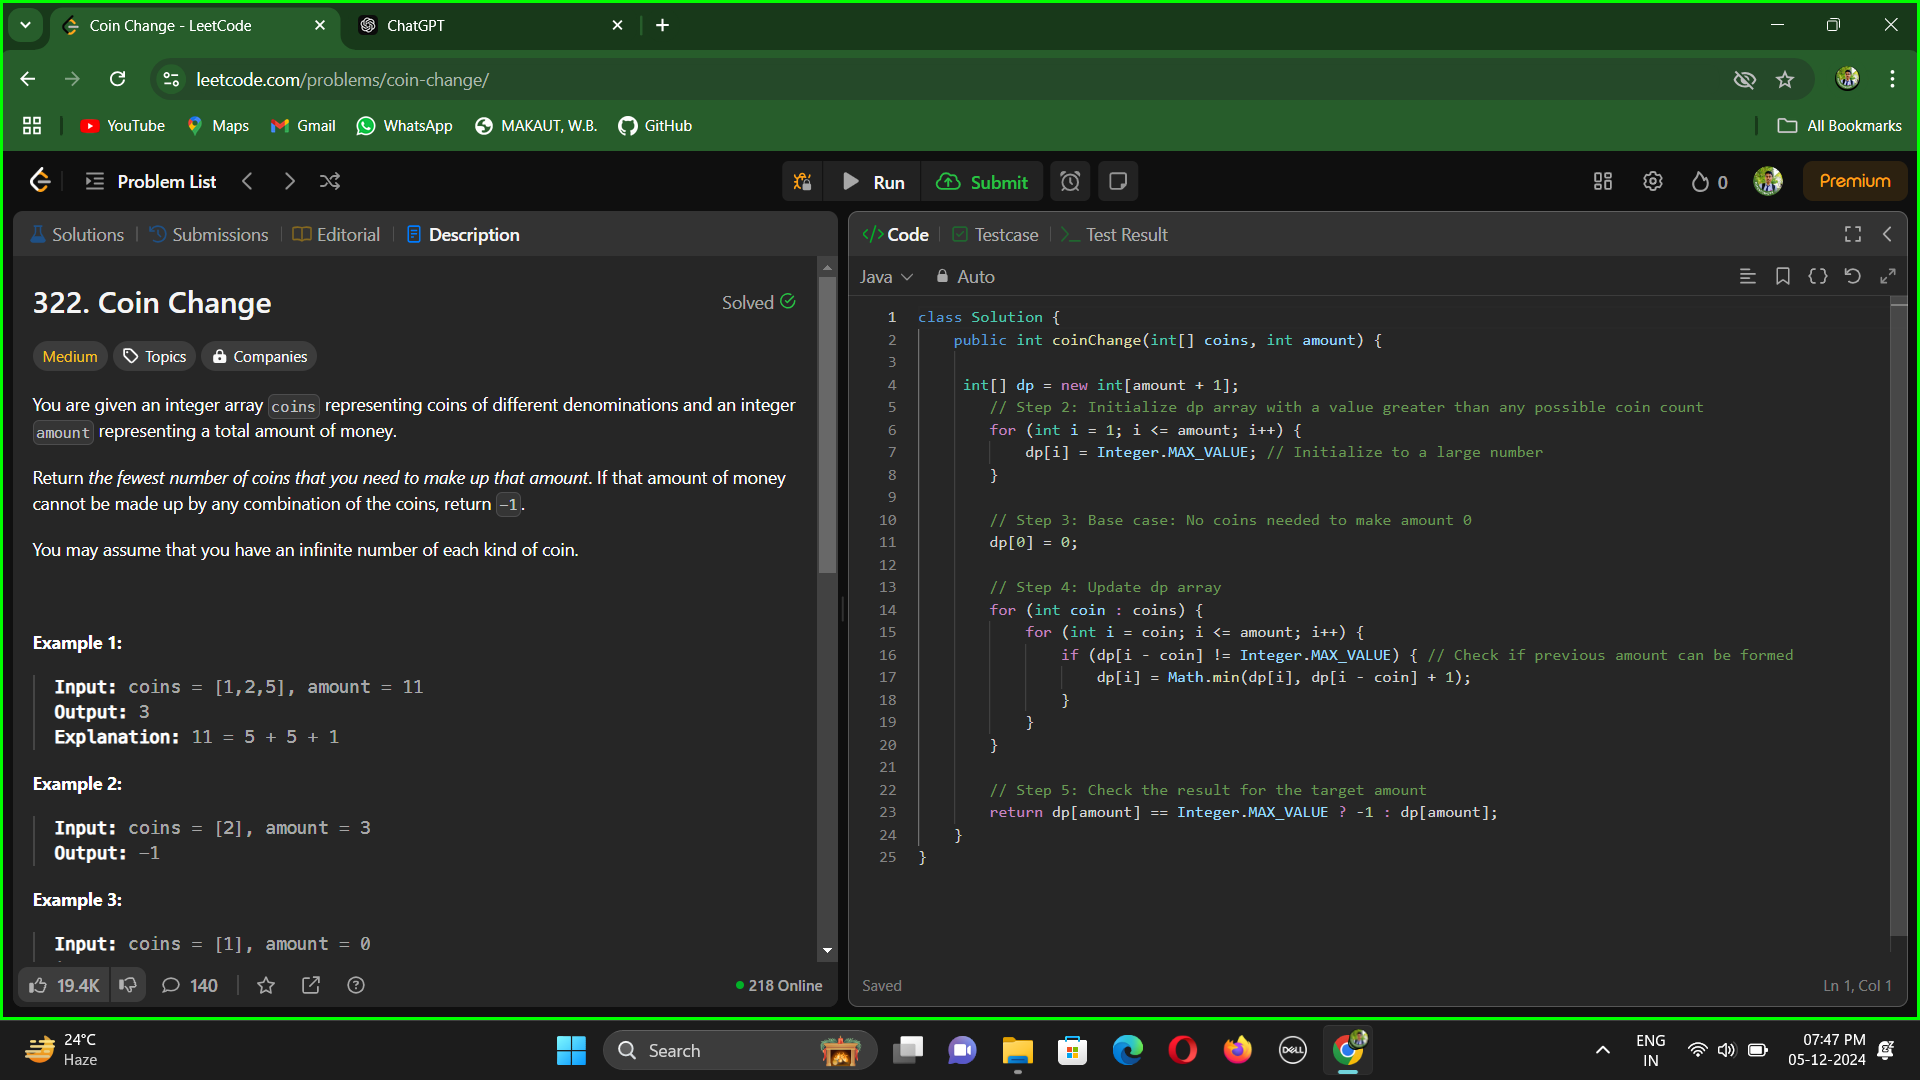 Coin Change - LeetCode
ChatGPT
leetcode.com/problems/coin-change/
YouTube
Maps
Gmail
WhatsApp
MAKAUT, W.B.
GitHub
All Bookmarks
Problem List
Run
Submit
0
Premium
Solutions
Submissions
Editorial
Description
322. Coin Change
Solved
Medium
Topics
Companies
You are given an integer array coins representing coins of different denominations and an integer
amount representing a total amount of money.
Return the fewest number of coins that you need to make up that amount. If that amount of money
cannot be made up by any combination of the coins, return -1.
You may assume that you have an infinite number of each kind of coin.
Example 1:
Input: coins = [1,2,5], amount = 11
Output: 3
Explanation: 11 = 5 + 5 + 1
Example 2:
Input: coins = [2], amount = 3
Output: -1
Example 3:
Input: coins = [1], amount = 0
19.4K
140
218 Online
Code
Testcase
Test Result
Java
Auto
1 class Solution {
2 public int coinChange(int[] coins, int amount) {
3
4 int[] dp = new int[amount + 1];
5 // Step 2: Initialize dp array with a value greater than any possible coin count
6 for (int i = 1; i <= amount; i++) {
7 dp[i] = Integer.MAX_VALUE; // Initialize to a large number
8 }
9
10 // Step 3: Base case: No coins needed to make amount 0
11 dp[0] = 0;
12
13 // Step 4: Update dp array
14 for (int coin : coins) {
15 for (int i = coin; i <= amount; i++) {
16 if (dp[i - coin] != Integer.MAX_VALUE) { // Check if previous amount can be formed
17 dp[i] = Math.min(dp[i], dp[i - coin] + 1);
18 }
19 }
20 }
21
22 // Step 5: Check the result for the target amount
23 return dp[amount] == Integer.MAX_VALUE ? -1 : dp[amount];
24 }
25 }
Saved
Ln 1, Col 1
24°C
Haze
Search
DELL
ENG
IN
07:47 PM
05-12-2024